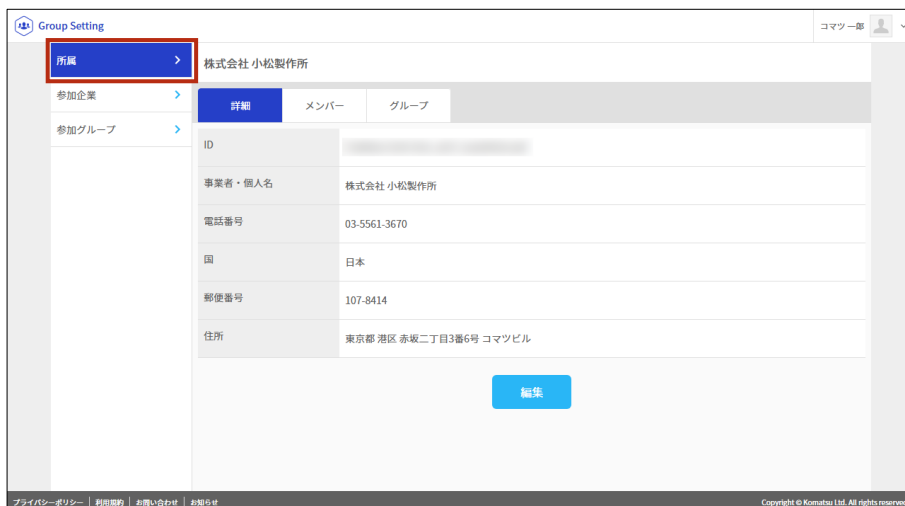 Group Setting
コマツ 一郎
所属
参加企業
参加グループ
株式会社 小松製作所
詳細 メンバー グループ
ID
事業者・個人名 株式会社 小松製作所
電話番号 03-5561-3670
国 日本
郵便番号 107-8414
住所 東京都 港区 赤坂二丁目3番6号 コマツビル
編集
プライバシーポリシー | 利用規約 | お問い合わせ | お知らせ
Copyright © Komatsu Ltd. All rights reserved